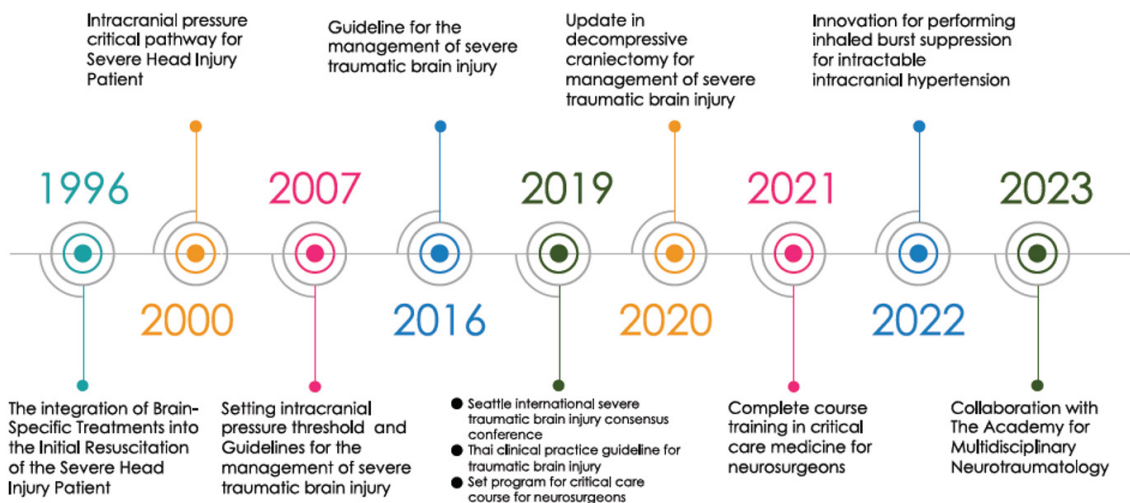 Intracranial pressure
critical pathway for
Severe Head Injury
Patient
Guideline for the
management of severe
traumatic brain injury
Update in
decompressive
craniectomy for
management of severe
traumatic brain injury
Innovation for performing
inhaled burst suppression
for intractable
intracranial hypertension
1996
2007
2019
2021
2023
2000
2016
2020
2022
The integration of Brain-
Specific Treatments into
the Initial Resuscitation
of the Severe Head
Injury Patient
Setting intracranial
pressure threshold and
Guidelines for the
management of severe
traumatic brain injury
● Seattle international severe
traumatic brain injury consensus
conference
● Thai clinical practice guideline for
traumatic brain injury
● Set program for critical care
course for neurosurgeons
Complete course
training in critical
care medicine for
neurosurgeons
Collaboration with
The Academy for
Multidisciplinary
Neurotraumatology